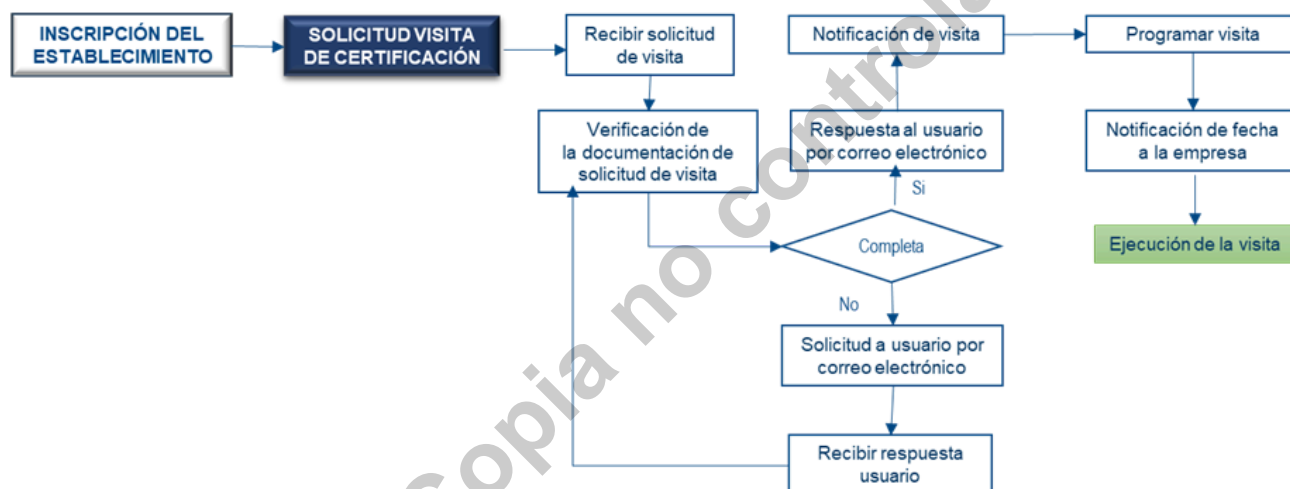 INSCRIPCIÓN DEL
ESTABLECIMIENTO
SOLICITUD VISITA
DE CERTIFICACIÓN
Recibir solicitud
de visita
Verificación de
la documentación de
solicitud de visita
Completa
Si
Respuesta al usuario
por correo electrónico
Notificación de visita
Programar visita
Notificación de fecha
a la empresa
Ejecución de la visita
No
Solicitud a usuario por
correo electrónico
Recibir respuesta
usuario
Copia no control